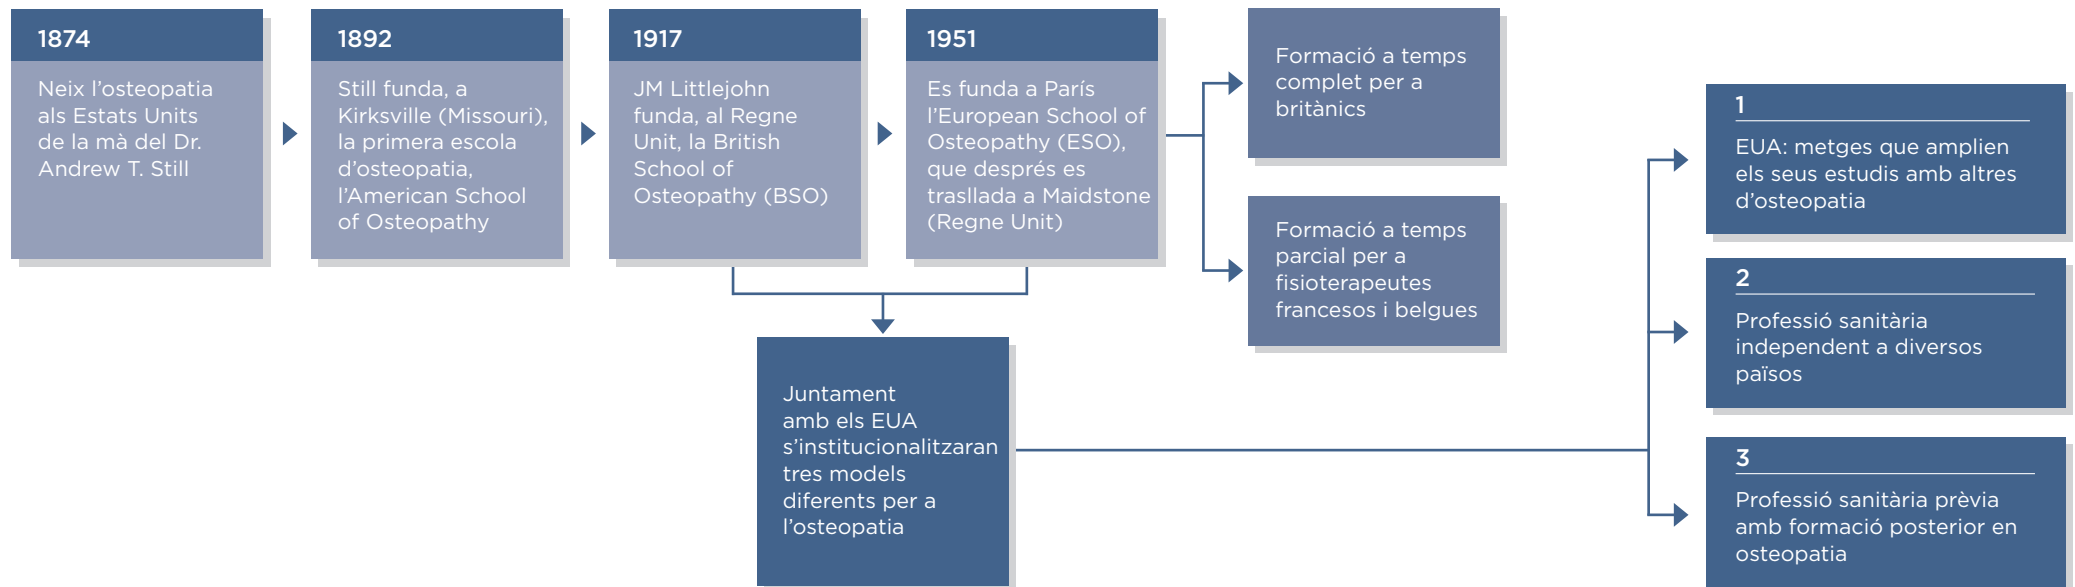 1874
Neix l’osteopatia
als Estats Units
de la mà del Dr.
Andrew T. Still
1892
Still funda, a
Kirksville (Missouri),
la primera escola
d’osteopatia,
l’American School
of Osteopathy
1917
JM Littlejohn
funda, al Regne
Unit, la British
School of
Osteopathy (BSO)
1951
Es funda a París
l’European School of
Osteopathy (ESO),
que després es
trasllada a Maidstone
(Regne Unit)
Formació a temps
complet per a
britànics
Formació a temps
parcial per a
fisioterapeutes
francesos i belgues
Juntament
amb els EUA
s’institucionalitzaran
tres models
diferents per a
l’osteopatia
1
EUA: metges que amplien
els seus estudis amb altres
d’osteopatia
2
Professió sanitària
independent a diversos
països
3
Professió sanitària prèvia
amb formació posterior en
osteopatia